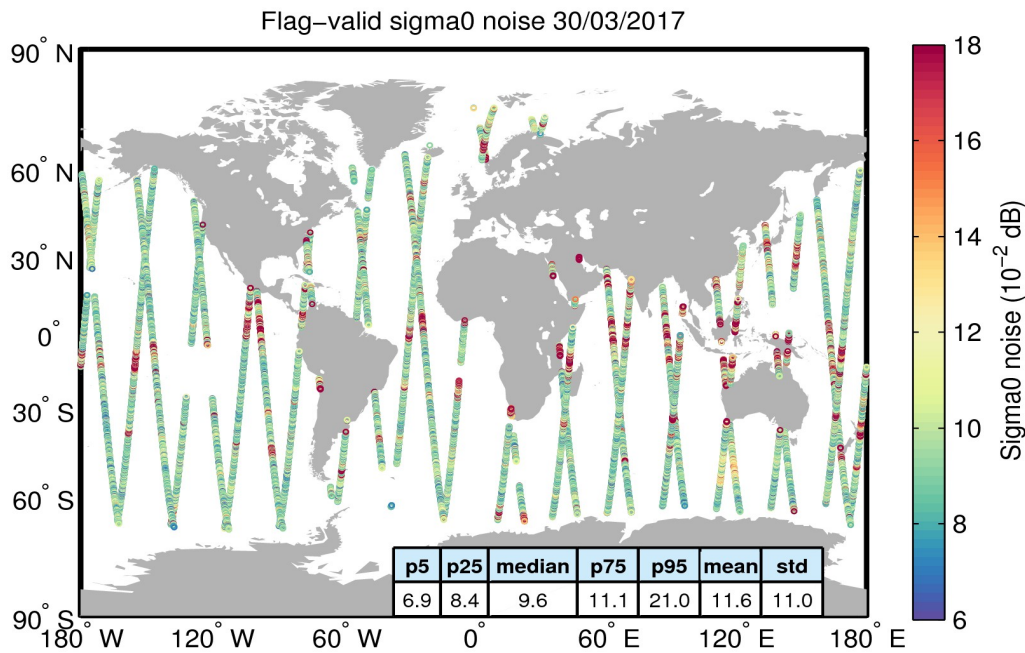 Flag−valid sigma0 noise 30/03/2017
90° N
60° N
30° N
0°
30° S
60° S
90° S
180° W
120° W
60° W
0°
60° E
120° E
180° E
p5 p25 median p75 p95 mean std
6.9 8.4 9.6 11.1 21.0 11.6 11.0
18
16
14
12
10
8
6
Sigma0 noise (10⁻² dB)